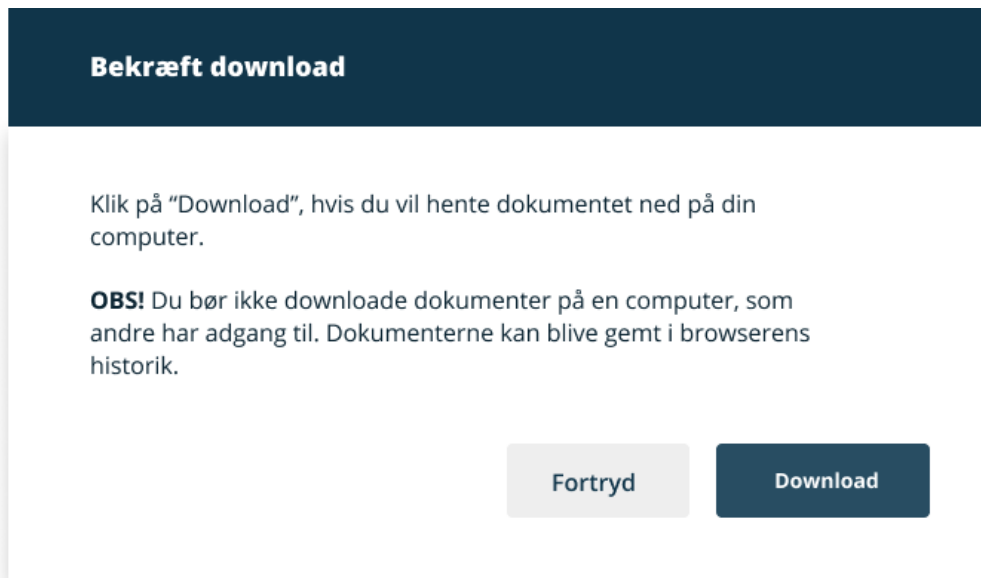 Bekræft download
Klik på “Download”, hvis du vil hente dokumentet ned på din
computer.
OBS! Du bør ikke downloade dokumenter på en computer, som
andre har adgang til. Dokumenterne kan blive gemt i browserens
historik.
Fortryd
Download